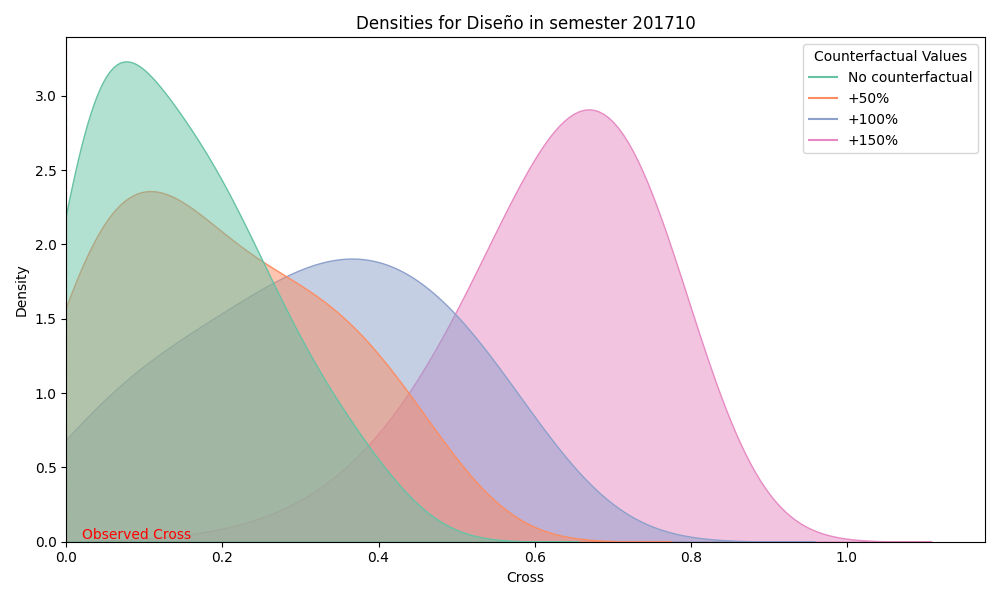 Densities for Diseño in semester 201710
Counterfactual Values
No counterfactual
+50%
+100%
+150%
Density
3.0
2.5
2.0
1.5
1.0
0.5
0.0
Observed Cross
0.0 0.2 0.4 0.6 0.8 1.0
Cross